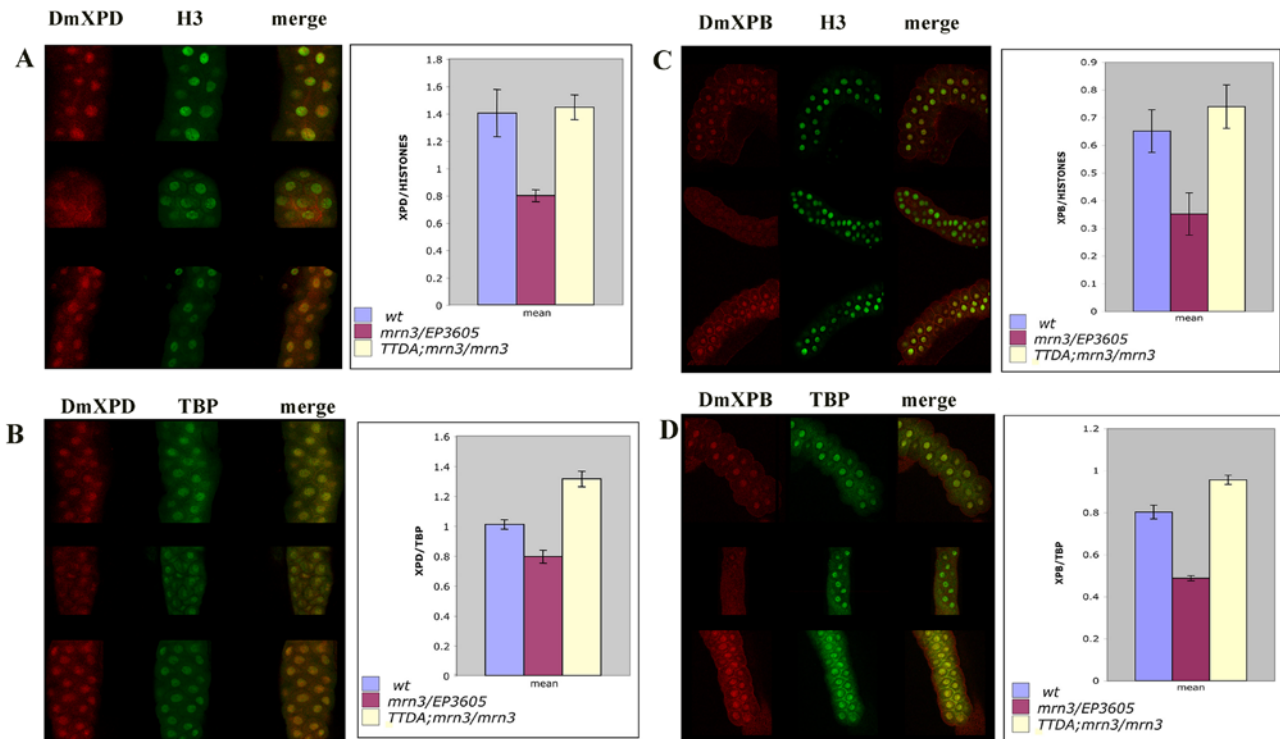 DmXPD H3 merge
A
XPD/HISTONES
1.8
1.6
1.4
1.2
1
0.8
0.6
0.4
0.2
0
mean
wt
mrn3/EP3605
TTDA;mrn3/mrn3
DmXPD TBP merge
B
XPD/TBP
1.6
1.4
1.2
1
0.8
0.6
0.4
0.2
0
mean
wt
mrn3/EP3605
TTDA;mrn3/mrn3
DmXPB H3 merge
C
XPB/HISTONES
0.9
0.8
0.7
0.6
0.5
0.4
0.3
0.2
0.1
0
mean
wt
mrn3/EP3605
TTDA;mrn3/mrn3
DmXPB TBP merge
D
XPB/TBP
1.2
1
0.8
0.6
0.4
0.2
0
mean
wt
mrn3/EP3605
TTDA;mrn3/mrn3